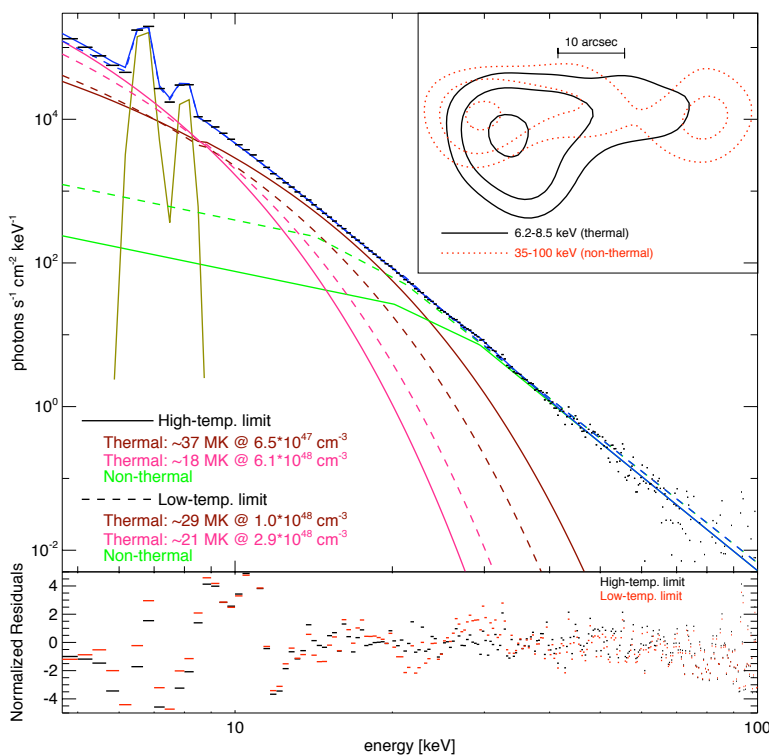 10 arcsec
6.2-8.5 keV (thermal)
35-100 keV (non-thermal)
photons s⁻¹ cm⁻² keV⁻¹
10⁴
10²
10⁰
10⁻²
High-temp. limit
Thermal: ~37 MK @ 6.5*10⁴⁷ cm⁻³
Thermal: ~18 MK @ 6.1*10⁴⁸ cm⁻³
Non-thermal
Low-temp. limit
Thermal: ~29 MK @ 1.0*10⁴⁸ cm⁻³
Thermal: ~21 MK @ 2.9*10⁴⁸ cm⁻³
Non-thermal
Normalized Residuals
4
2
0
-2
-4
High-temp. limit
Low-temp. limit
10
100
energy [keV]